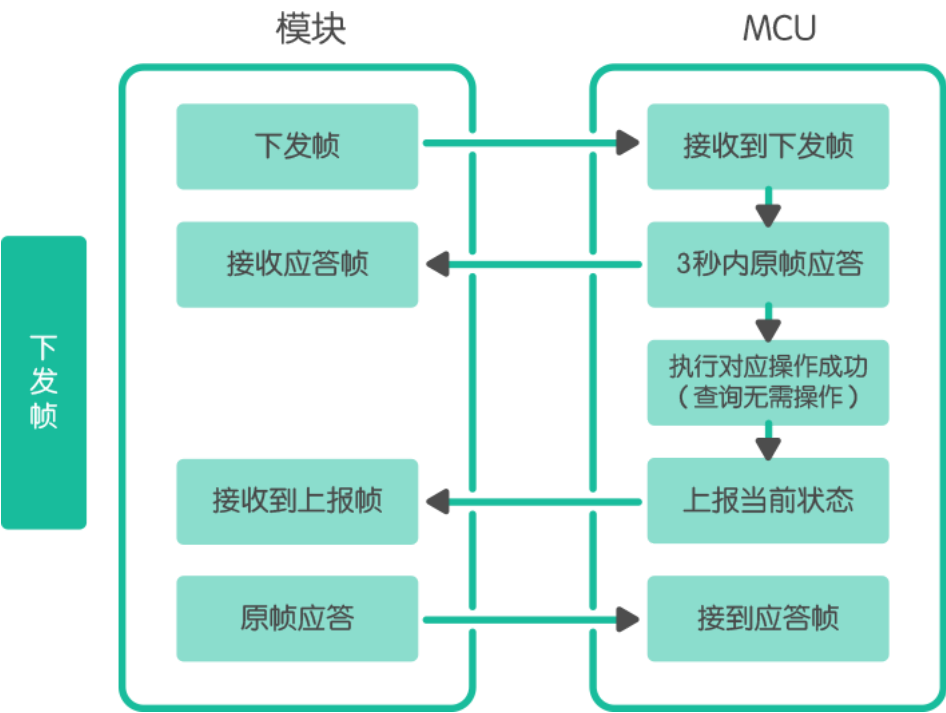 模块
MCU
下发帧
下发帧
接收到下发帧
接收应答帧
3秒内原帧应答
执行对应操作成功
（查询无需操作）
接收到上报帧
上报当前状态
原帧应答
接到应答帧